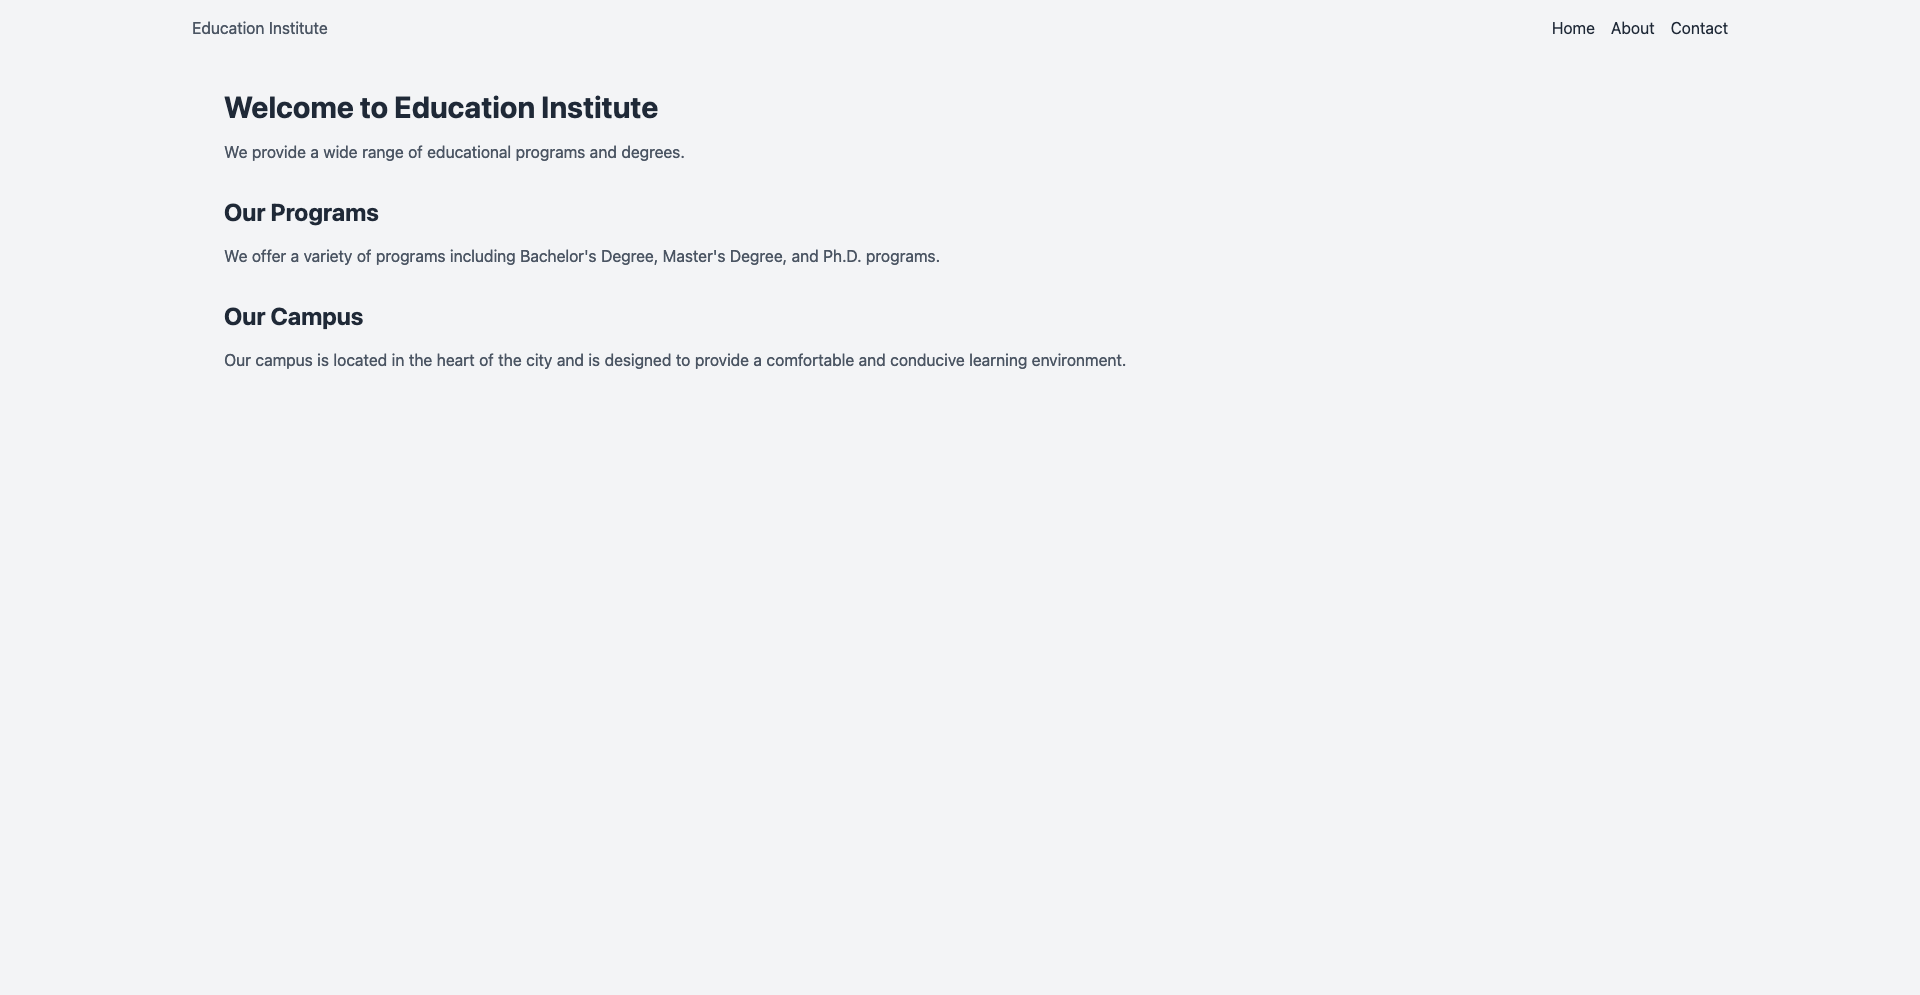 Education Institute
Home About Contact
Welcome to Education Institute
We provide a wide range of educational programs and degrees.
Our Programs
We offer a variety of programs including Bachelor's Degree, Master's Degree, and Ph.D. programs.
Our Campus
Our campus is located in the heart of the city and is designed to provide a comfortable and conducive learning environment.